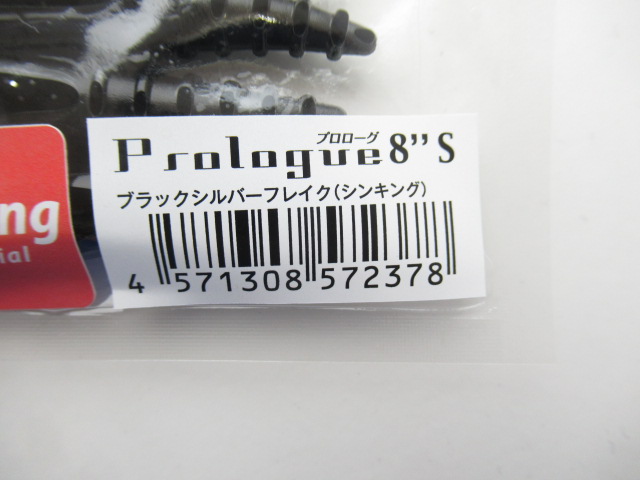 プロローグ
Prologue 8" S
ブラックシルバーフレイク(シンキング)
4 571308 572378
ng
ial